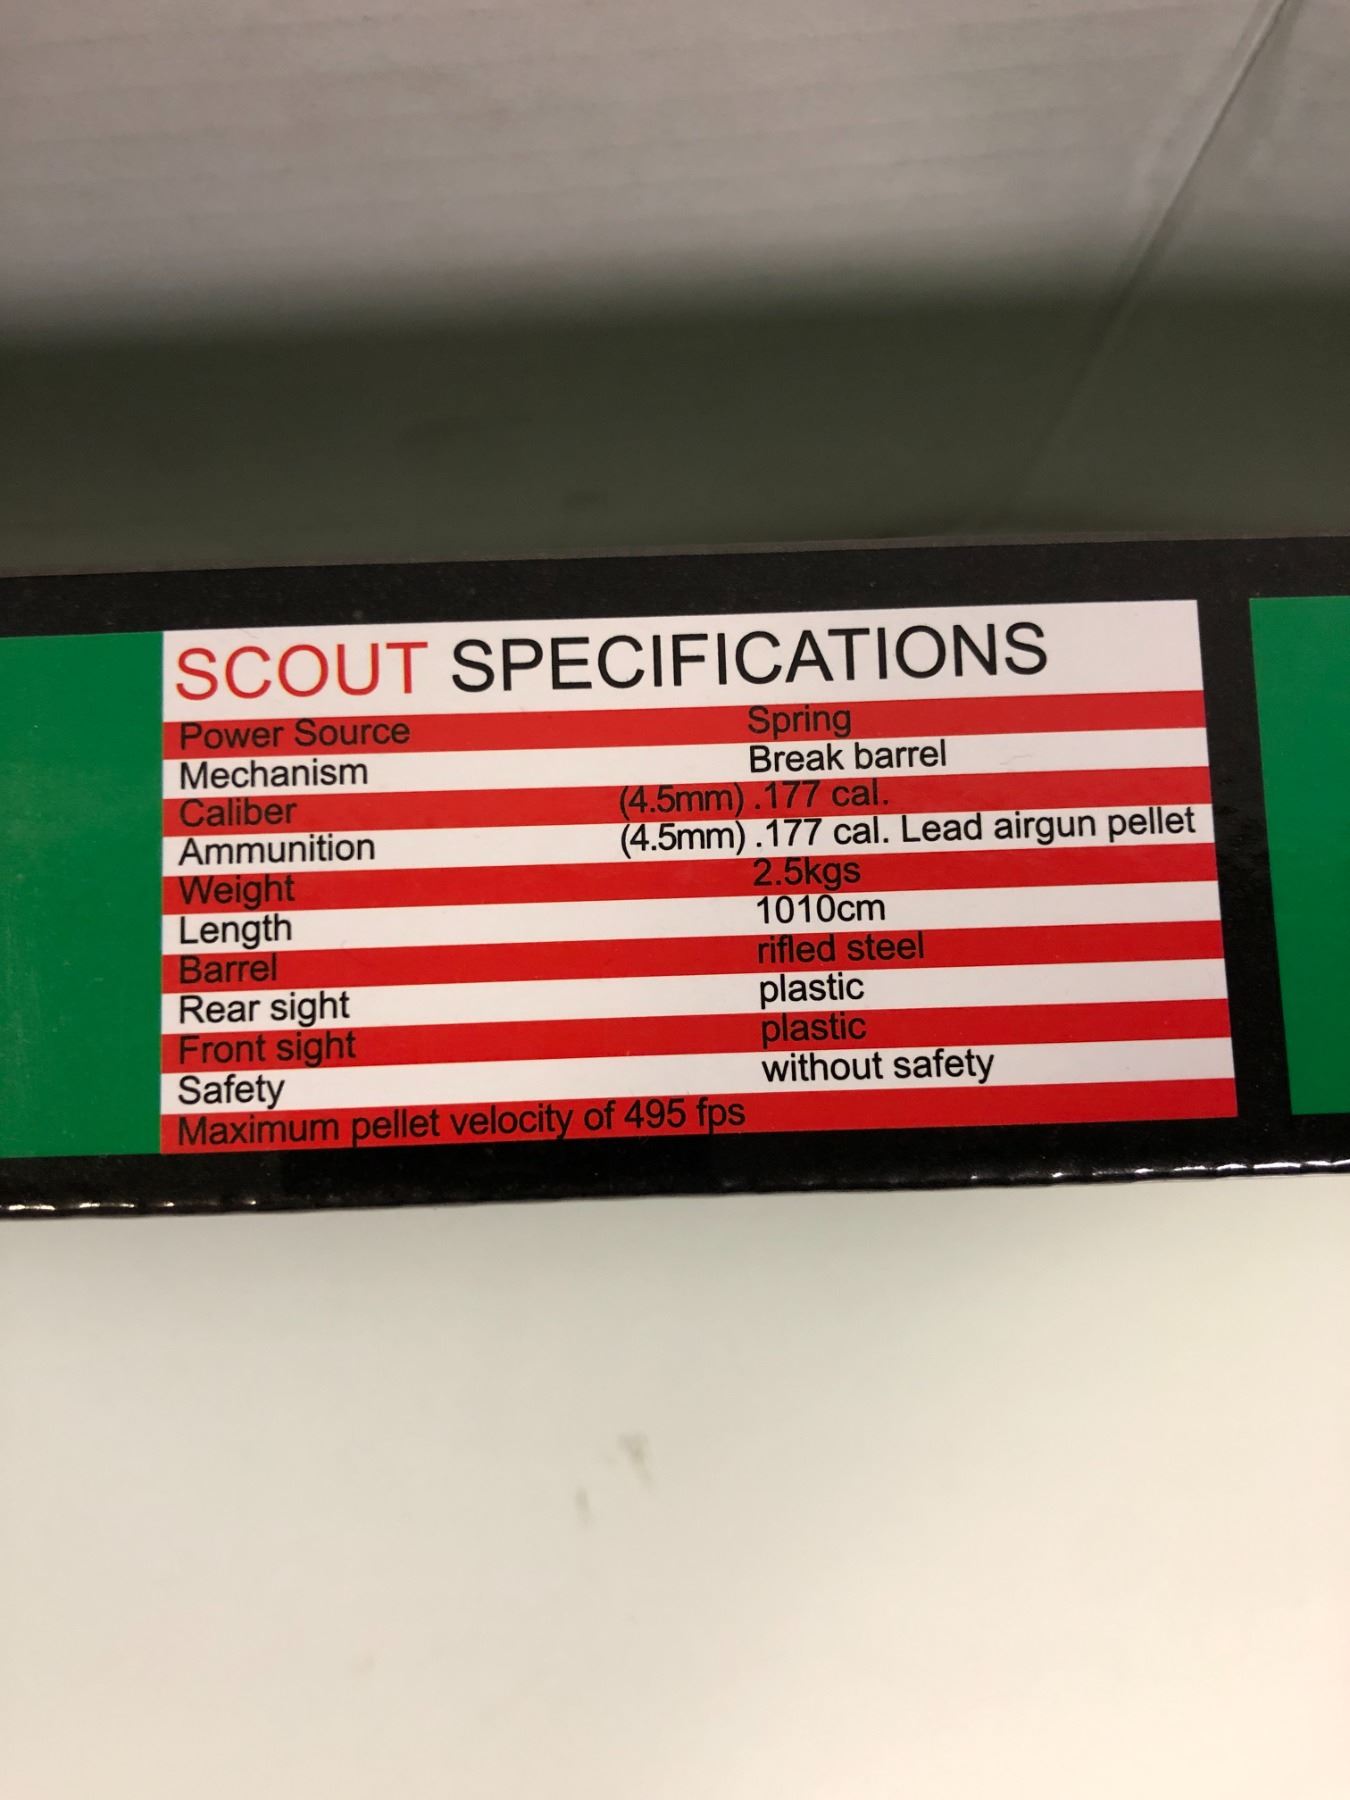 SCOUT SPECIFICATIONS
Power Source Spring
Mechanism Break barrel
Caliber (4.5mm) .177 cal.
Ammunition (4.5mm) .177 cal. Lead airgun pellet
Weight 2.5kgs
Length 1010cm
Barrel rifled steel
Rear sight plastic
Front sight plastic
Safety without safety
Maximum pellet velocity of 495 fps